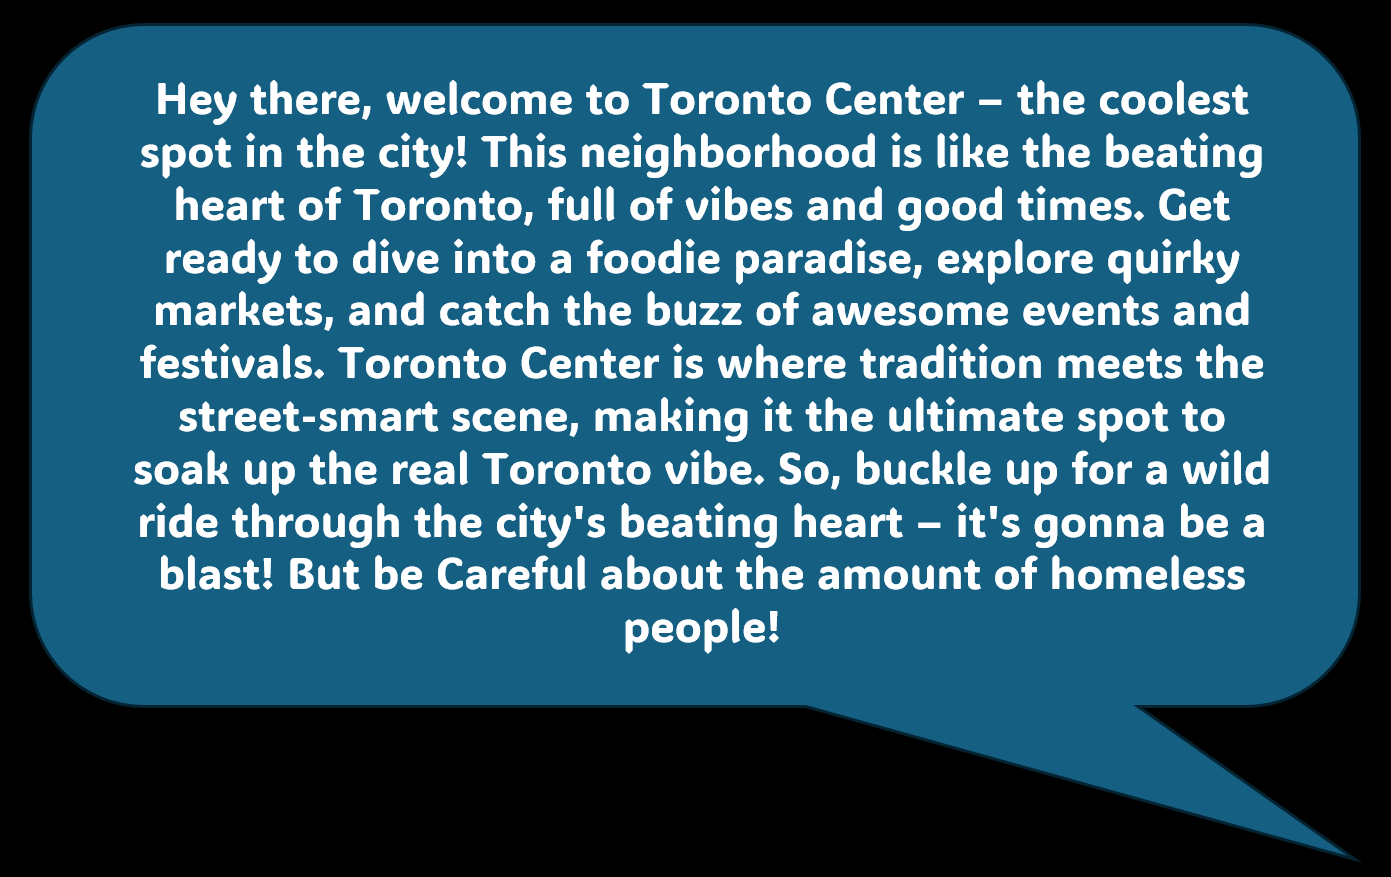 Hey there, welcome to Toronto Center – the coolest
spot in the city! This neighborhood is like the beating
heart of Toronto, full of vibes and good times. Get
ready to dive into a foodie paradise, explore quirky
markets, and catch the buzz of awesome events and
festivals. Toronto Center is where tradition meets the
street-smart scene, making it the ultimate spot to
soak up the real Toronto vibe. So, buckle up for a wild
ride through the city's beating heart – it's gonna be a
blast! But be Careful about the amount of homeless
people!